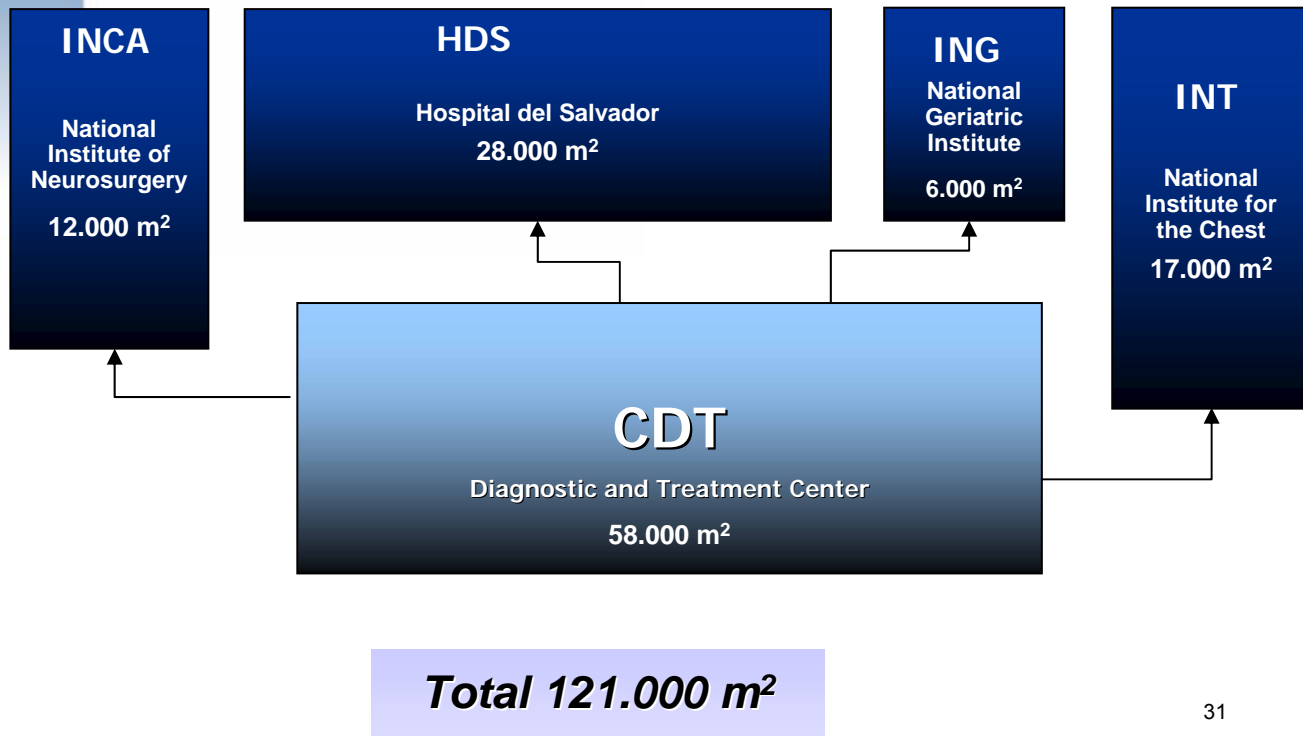 INCA
National
Institute of
Neurosurgery
12.000 m²
HDS
Hospital del Salvador
28.000 m²
ING
National
Geriatric
Institute
6.000 m²
INT
National
Institute for
the Chest
17.000 m²
CDT
Diagnostic and Treatment Center
58.000 m²
Total 121.000 m²
31